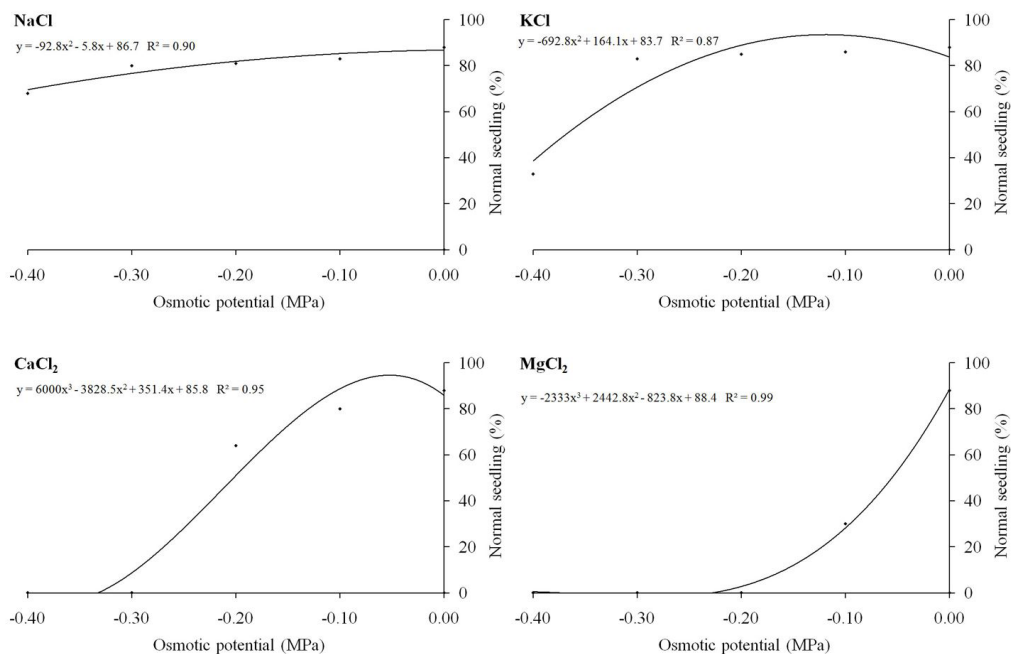 NaCl
y = -92.8x² - 5.8x + 86.7 R² = 0.90
100
80
60
40
20
0
Normal seedling (%)
-0.40 -0.30 -0.20 -0.10 0.00
Osmotic potential (MPa)
KCl
y = -692.8x² + 164.1x + 83.7 R² = 0.87
100
80
60
40
20
0
Normal seedling (%)
-0.40 -0.30 -0.20 -0.10 0.00
Osmotic potential (MPa)
CaCl₂
y = 6000x³ - 3828.5x² + 351.4x + 85.8 R² = 0.95
100
80
60
40
20
0
Normal seedling (%)
-0.40 -0.30 -0.20 -0.10 0.00
Osmotic potential (MPa)
MgCl₂
y = -2333x³ + 2442.8x² - 823.8x + 88.4 R² = 0.99
100
80
60
40
20
0
Normal seedling (%)
-0.40 -0.30 -0.20 -0.10 0.00
Osmotic potential (MPa)